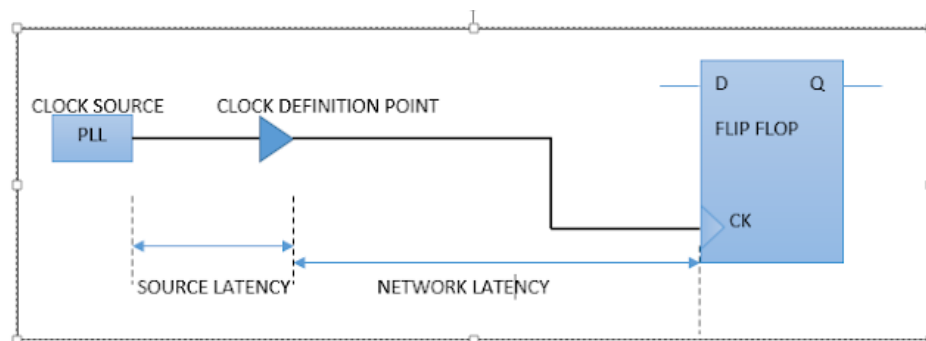 CLOCK SOURCE
CLOCK DEFINITION POINT
PLL
D
Q
FLIP FLOP
CK
SOURCE LATENCY
NETWORK LATENCY